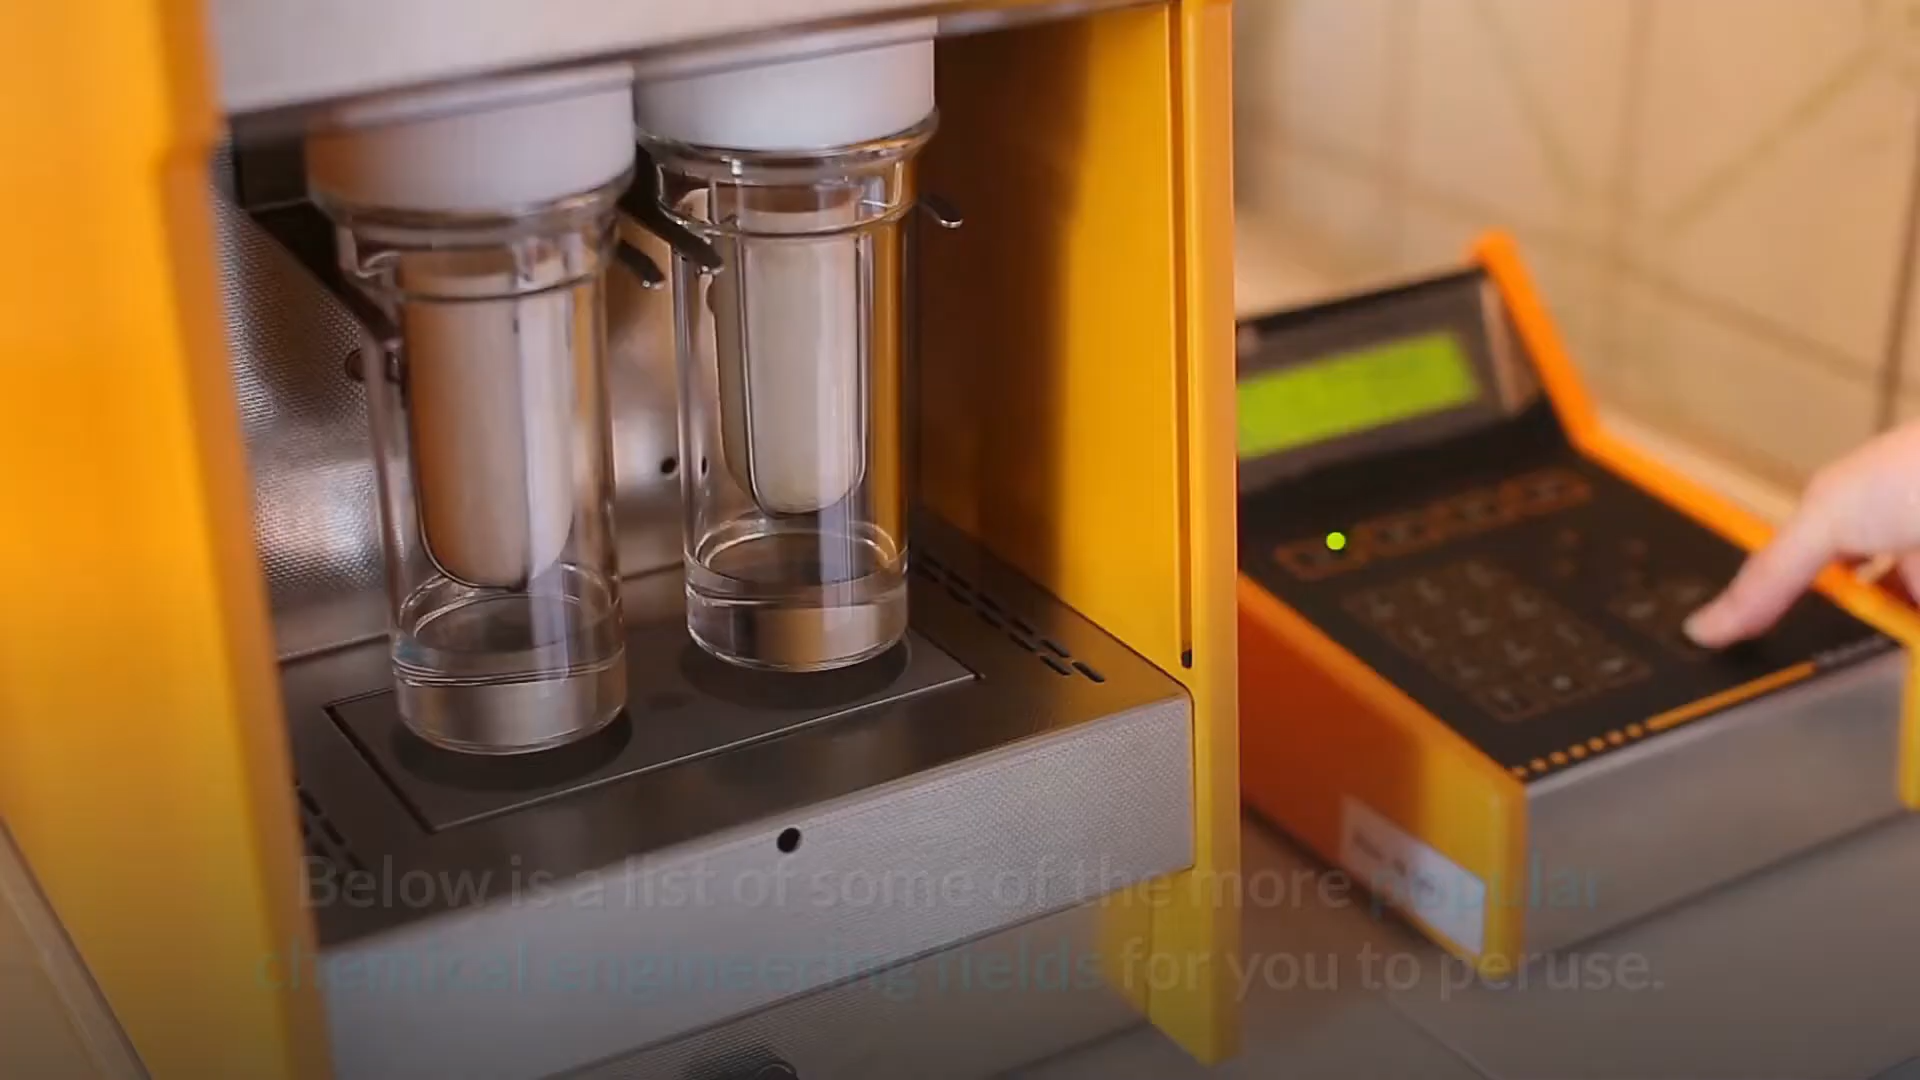 Below is a list of some of the more popular
chemical engineering fields for you to peruse.